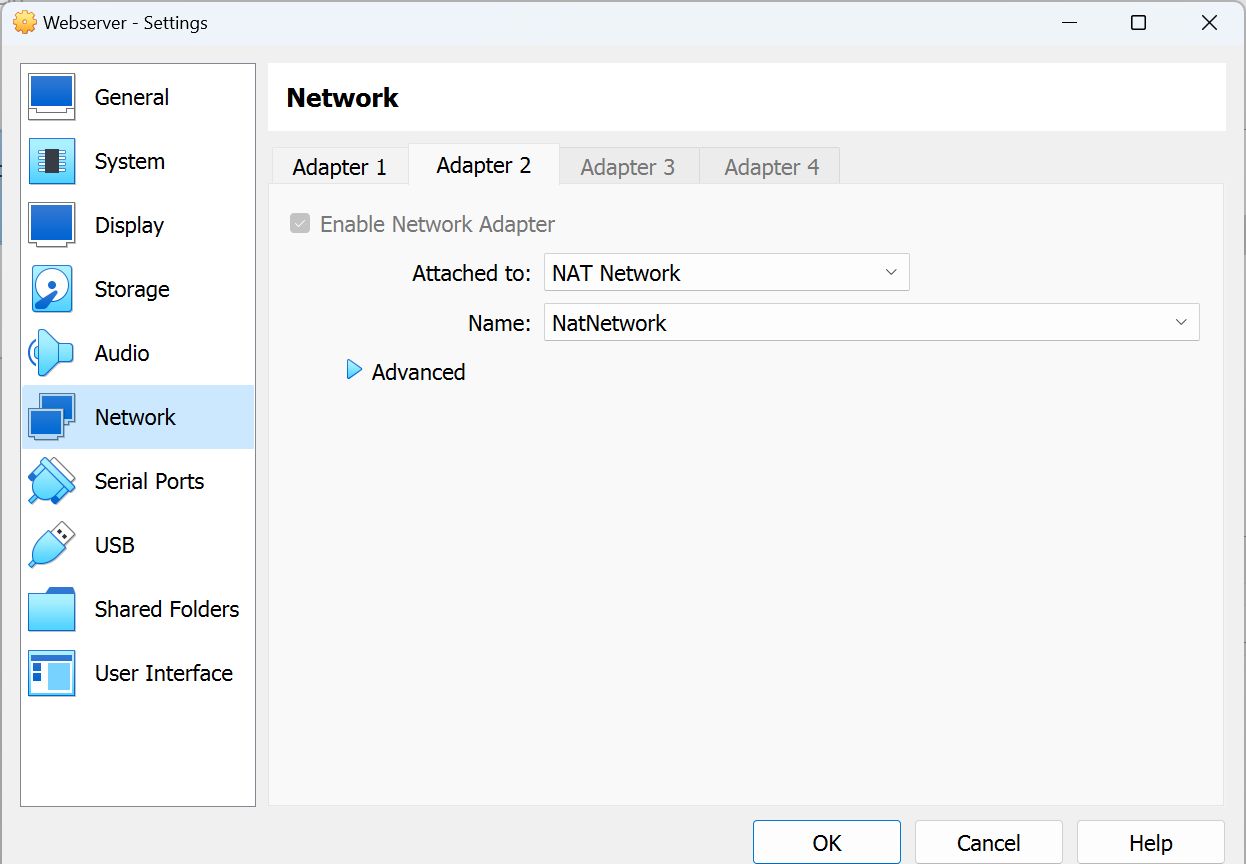 Webserver - Settings
General
System
Display
Storage
Audio
Network
Serial Ports
USB
Shared Folders
User Interface
Network
Adapter 1 Adapter 2 Adapter 3 Adapter 4
Enable Network Adapter
Attached to: NAT Network
Name: NatNetwork
Advanced
OK Cancel Help